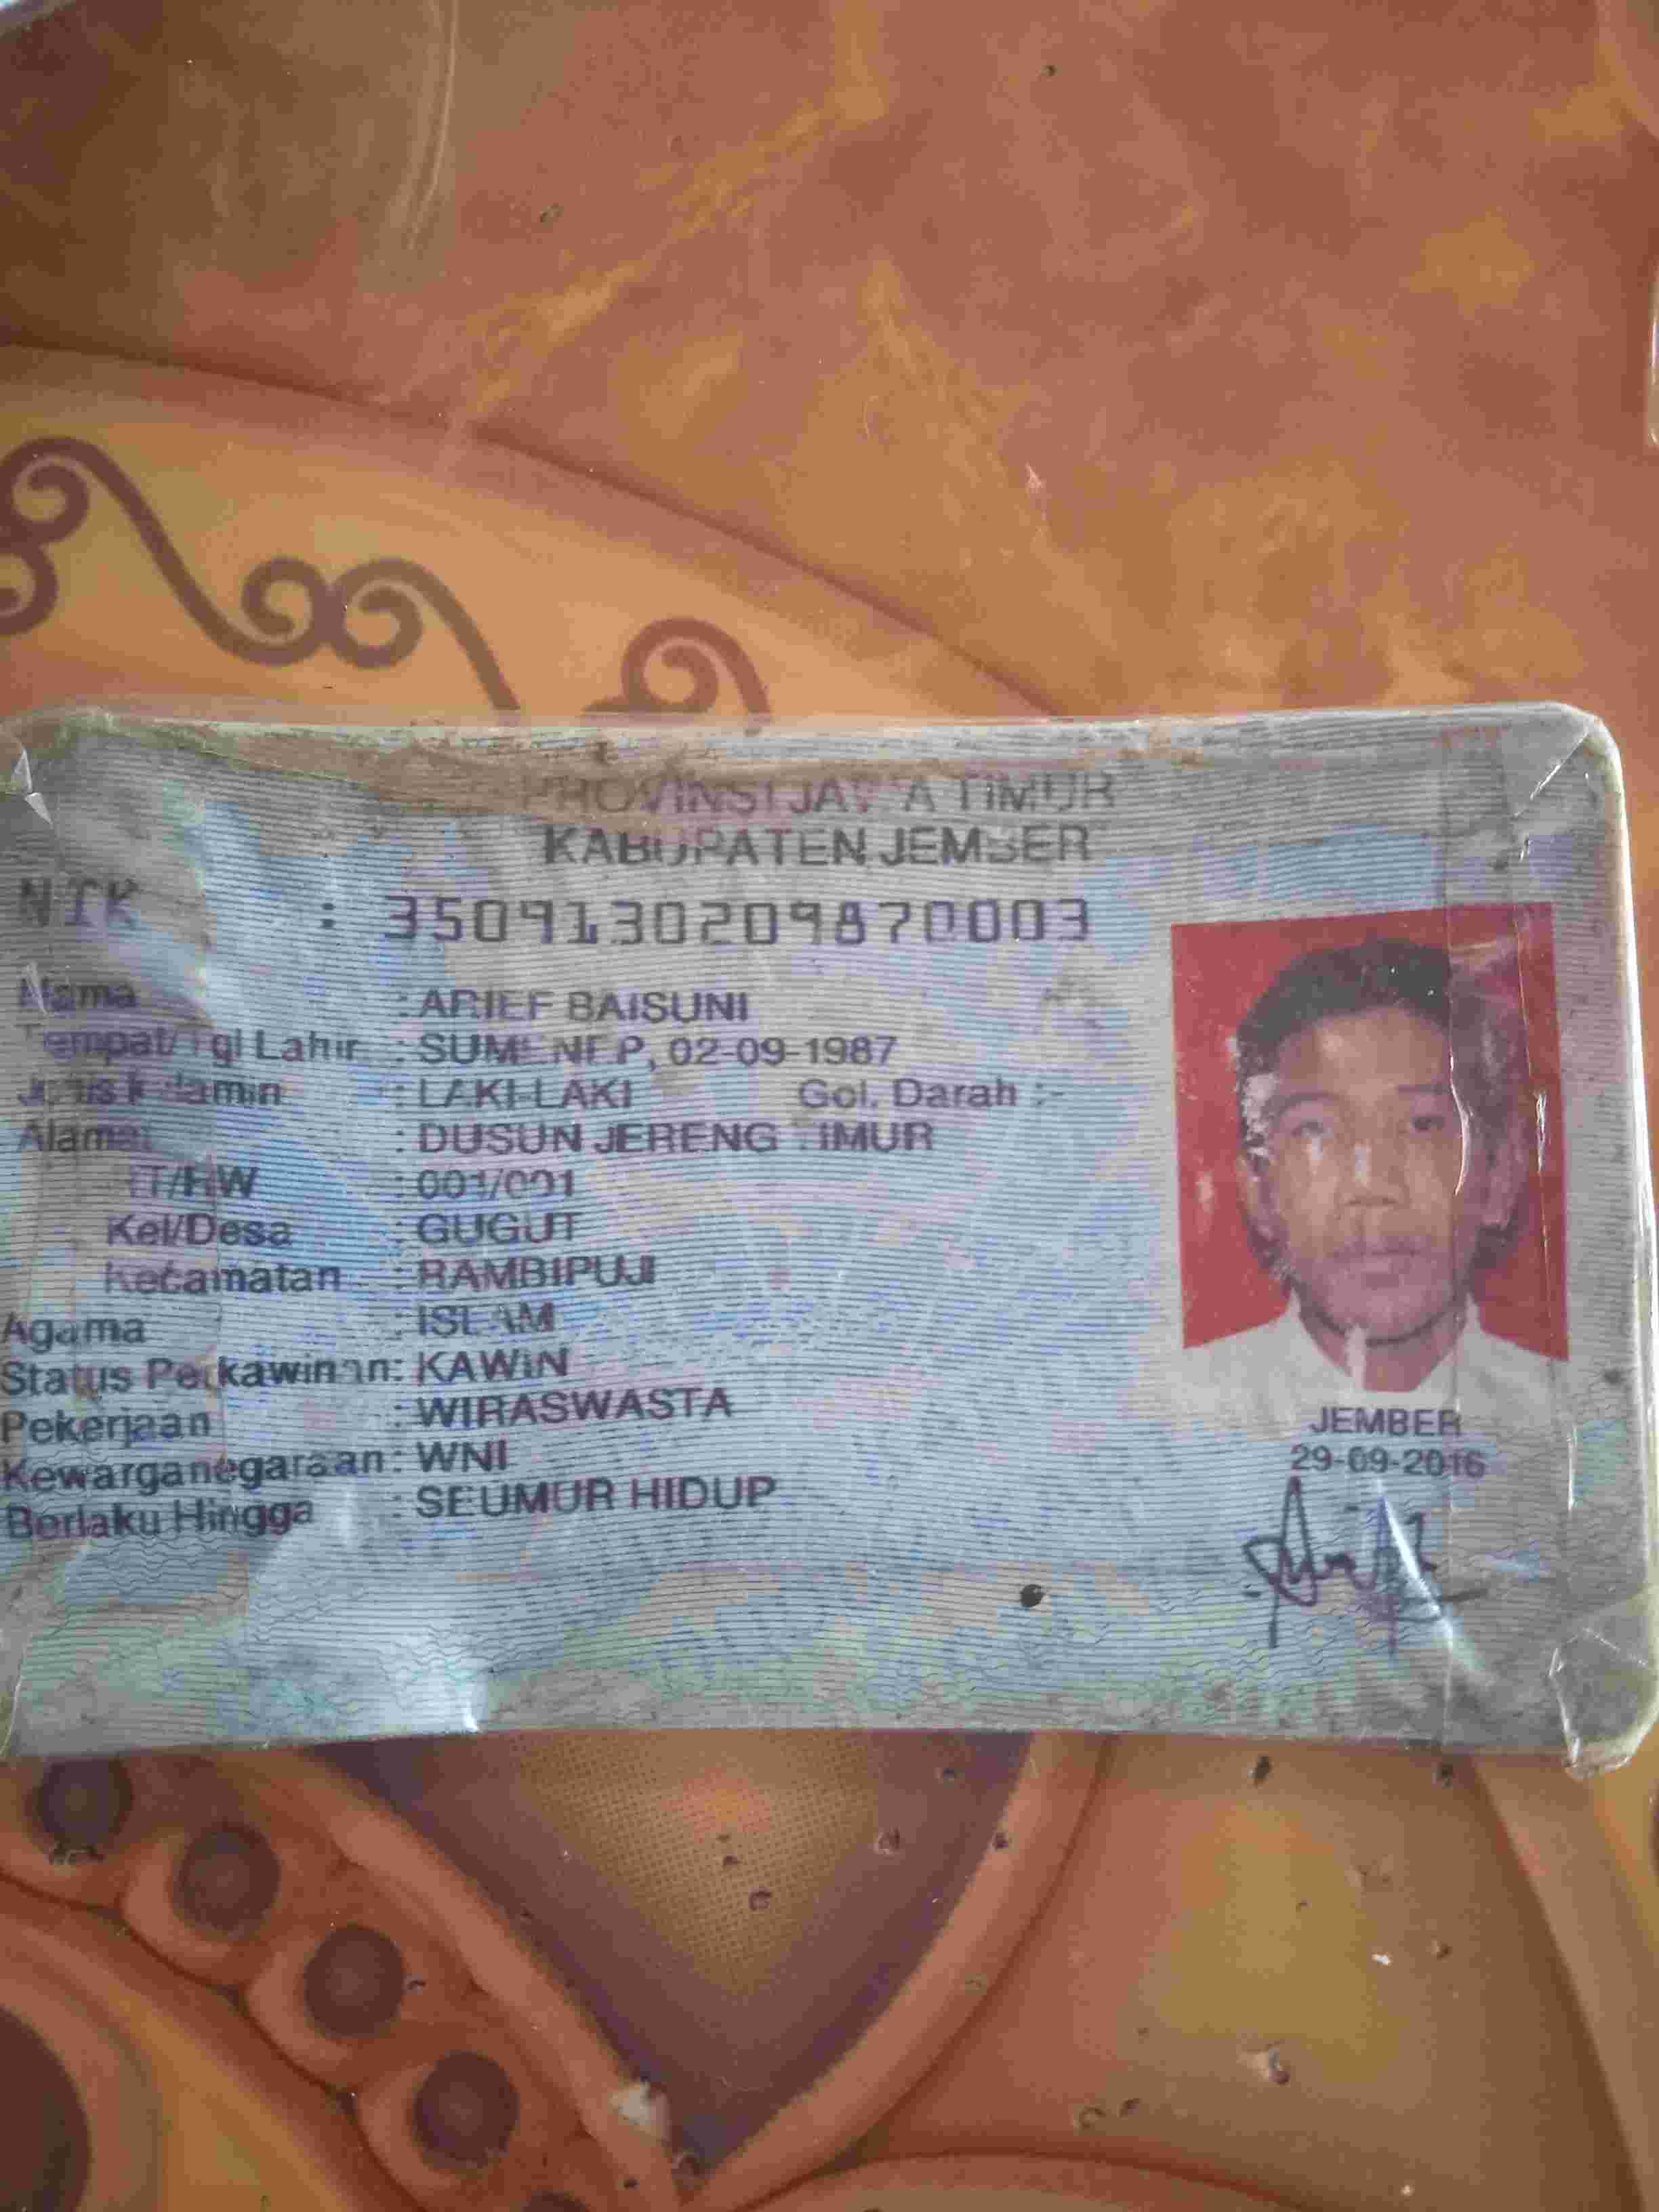 PROVINSI JAWA TIMUR
KABUPATEN JEMBER
NIK : 3509130209870003
Nama : ARIEF BAISUNI
Tempat/Tgl Lahir : SUMENEP, 02-09-1987
Jenis kelamin : LAKI-LAKI Gol. Darah :-
Alamat : DUSUN JERENG TIMUR
RT/RW : 001/001
Kel/Desa : GUGUT
Kecamatan : RAMBIPUJI
Agama : ISLAM
Status Perkawinan: KAWIN
Pekerjaan : WIRASWASTA
Kewarganegaraan: WNI
Berlaku Hingga : SEUMUR HIDUP
JEMBER
29-09-2016